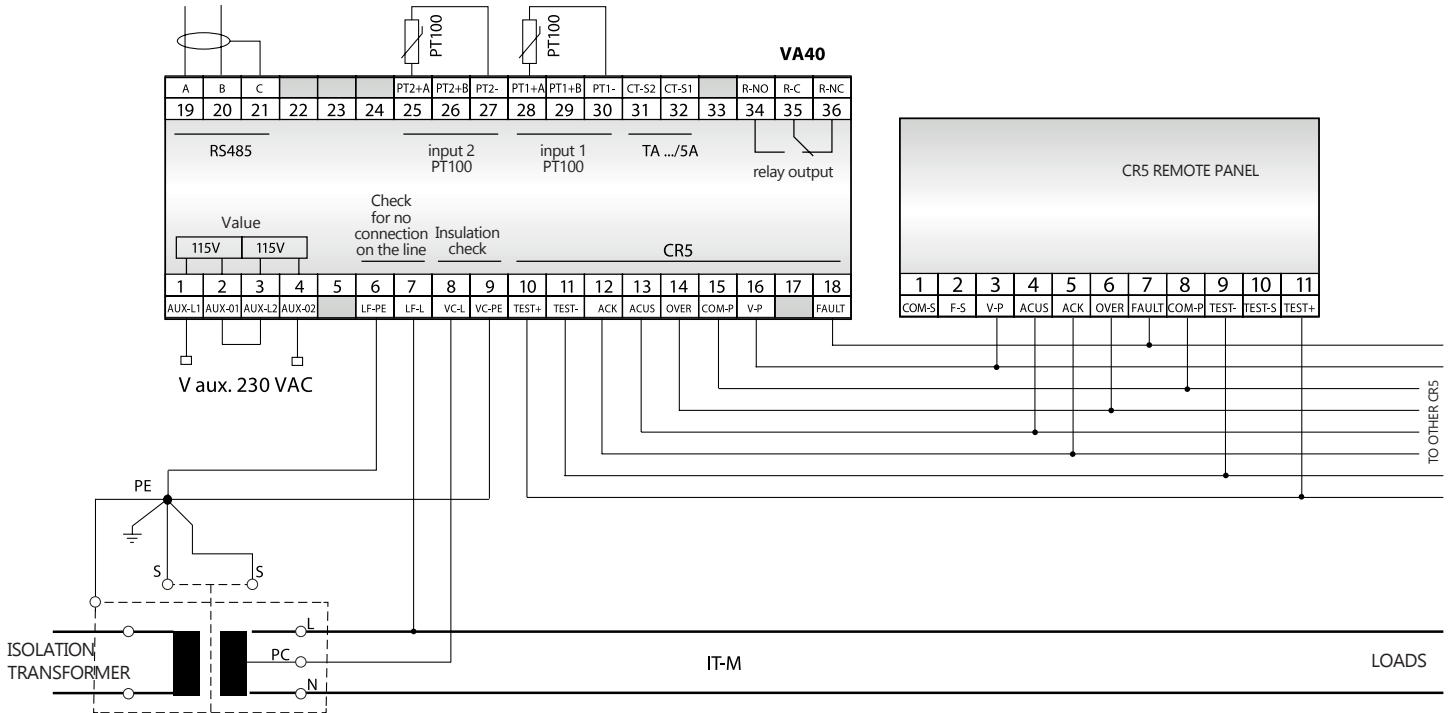 PT100
PT100
VA40
A B C PT2+A PT2+B PT2- PT1+A PT1+B PT1- CT-S2 CT-S1 R-NO R-C R-NC
19 20 21 22 23 24 25 26 27 28 29 30 31 32 33 34 35 36
RS485
input 2
PT100
input 1
PT100
TA .../5A
relay output
Check
for no
connection
on the line
Insulation
check
Value
115V 115V
CR5
1 2 3 4 5 6 7 8 9 10 11 12 13 14 15 16 17 18
AUX-L1 AUX-01 AUX-L2 AUX-02 LF-PE LF-L VC-L VC-PE TEST+ TEST- ACK ACUS OVER COM-P V-P FAULT
V aux. 230 VAC
CR5 REMOTE PANEL
1 2 3 4 5 6 7 8 9 10 11
COM-S F-S V-P ACUS ACK OVER FAULT COM-P TEST- TEST-S TEST+
TO OTHER CR5
PE
S S
L
PC
N
ISOLATION
TRANSFORMER
IT-M
LOADS